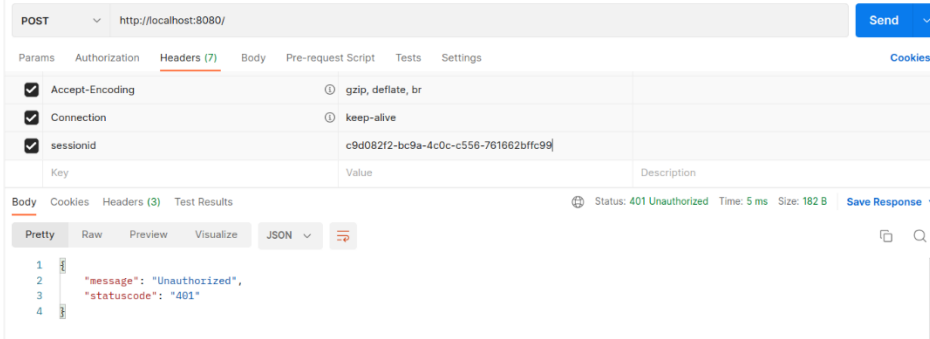 POST http://localhost:8080/ Send
Params Authorization Headers (7) Body Pre-request Script Tests Settings Cookies
Accept-Encoding gzip, deflate, br
Connection keep-alive
sessionid c9d082f2-bc9a-4c0c-c556-761662bffc99
Key Value Description
Body Cookies Headers (3) Test Results Status: 401 Unauthorized Time: 5 ms Size: 182 B Save Response
Pretty Raw Preview Visualize JSON
1 {
2 "message": "Unauthorized",
3 "statuscode": "401"
4 }